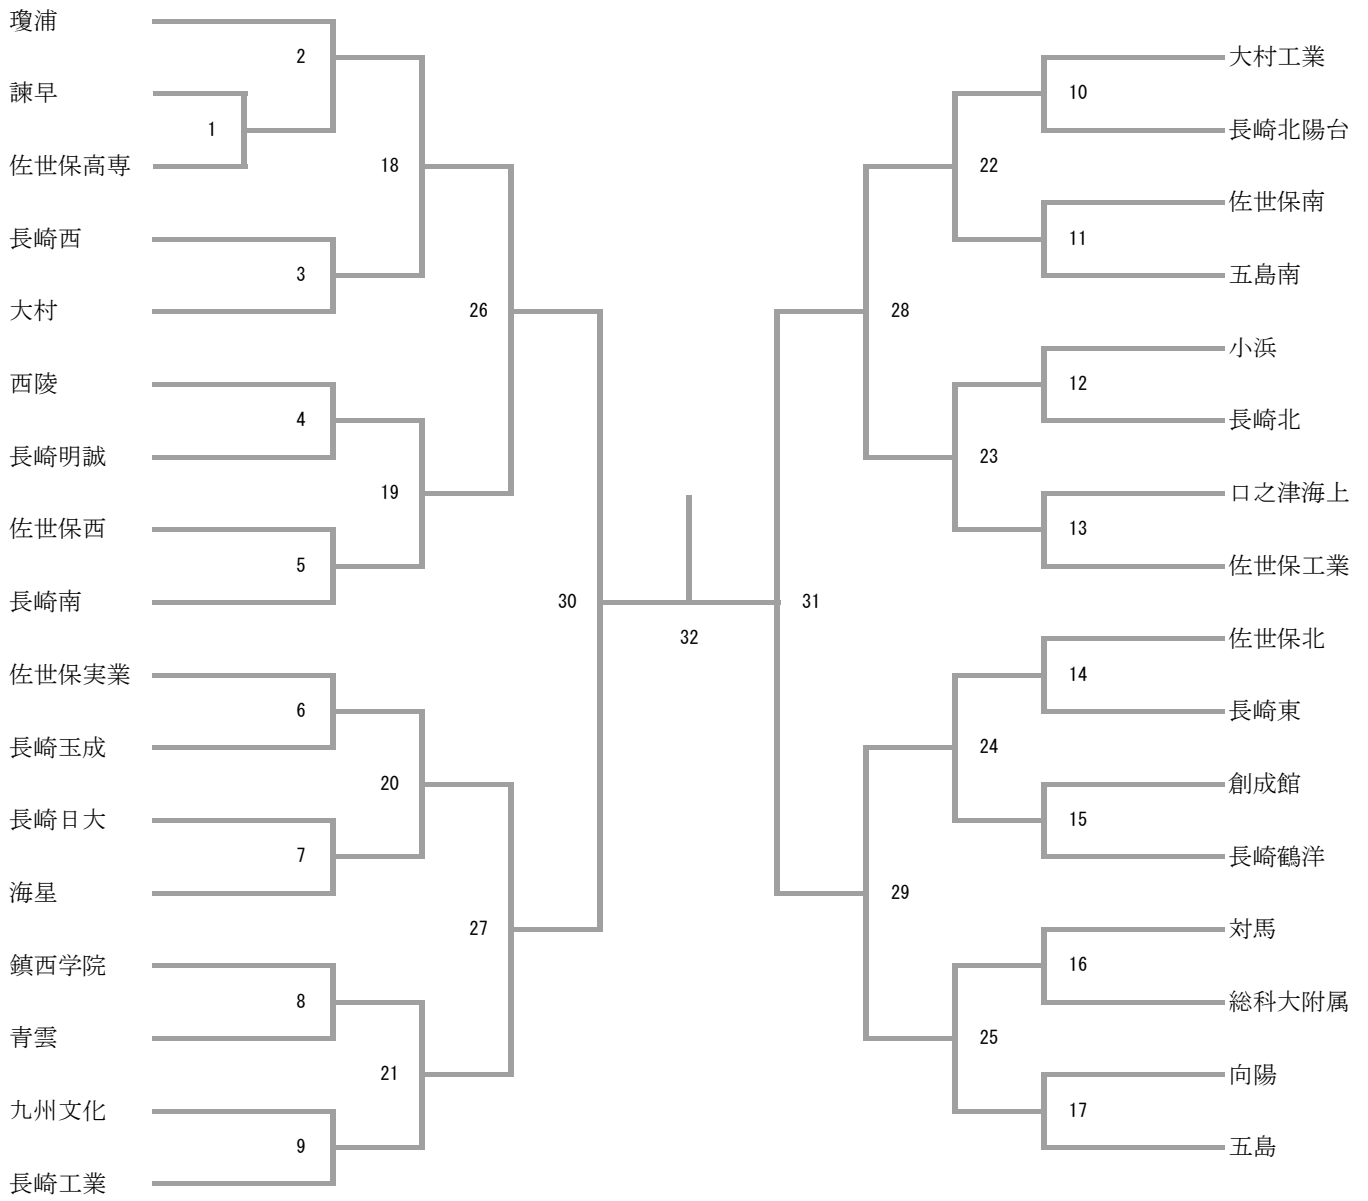 瓊浦
諫早
佐世保高専
長崎西
大村
西陵
長崎明誠
佐世保西
長崎南
佐世保実業
長崎玉成
長崎日大
海星
鎮西学院
青雲
九州文化
長崎工業
1
2
3
4
5
6
7
8
9
18
19
20
21
26
27
30
32
31
28
29
22
23
24
25
10
11
12
13
14
15
16
17
大村工業
長崎北陽台
佐世保南
五島南
小浜
長崎北
口之津海上
佐世保工業
佐世保北
長崎東
創成館
長崎鶴洋
対馬
総科大附属
向陽
五島